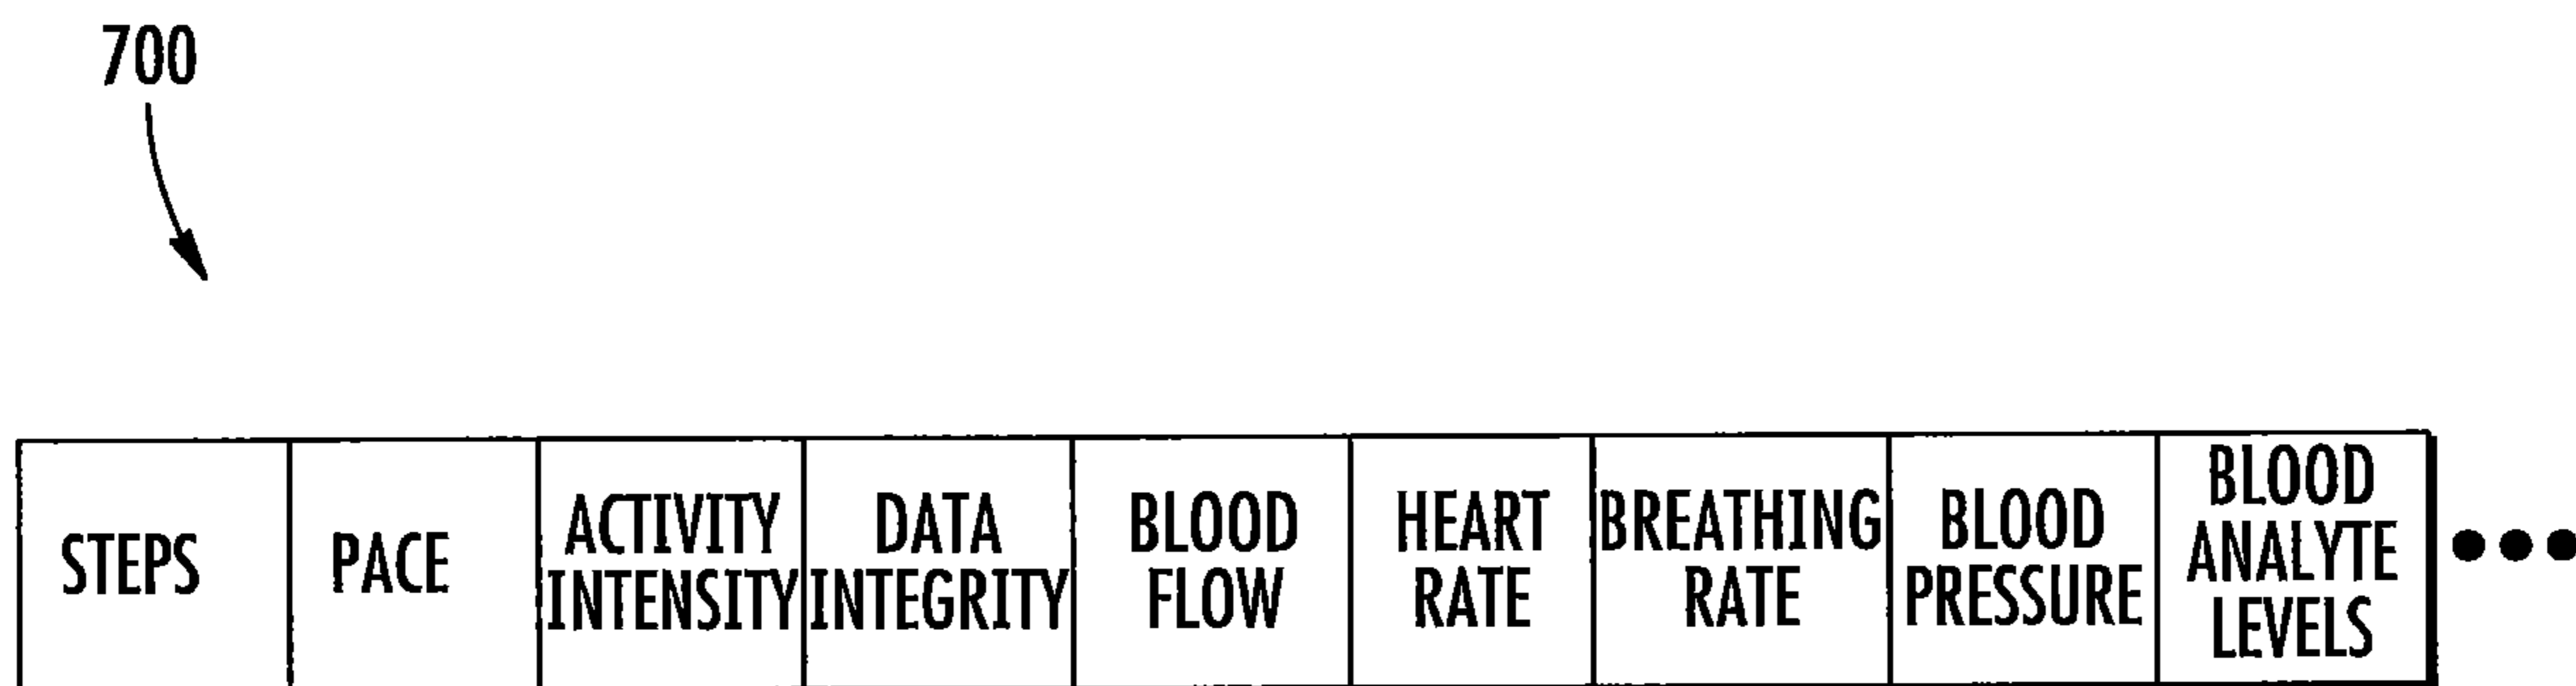 700
STEPS
PACE
ACTIVITY
INTENSITY
DATA
INTEGRITY
BLOOD
FLOW
HEART
RATE
BREATHING
RATE
BLOOD
PRESSURE
BLOOD
ANALYTE
LEVELS
●●●